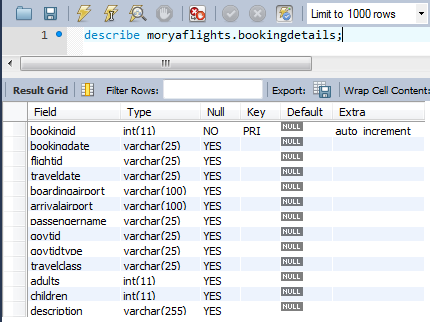 Limit to 1000 rows
1 describe moryaflights.bookingdetails;
Result Grid Filter Rows: Export: Wrap Cell Content:
Field Type Null Key Default Extra
bookingid int(11) NO PRI NULL auto_increment
bookingdate varchar(25) YES NULL
flightid varchar(25) YES NULL
traveldate varchar(25) YES NULL
boardingairport varchar(100) YES NULL
arrivalairport varchar(100) YES NULL
passengername varchar(25) YES NULL
govtid varchar(25) YES NULL
govtidtype varchar(25) YES NULL
travelclass varchar(25) YES NULL
adults int(11) YES NULL
children int(11) YES NULL
description varchar(255) YES NULL